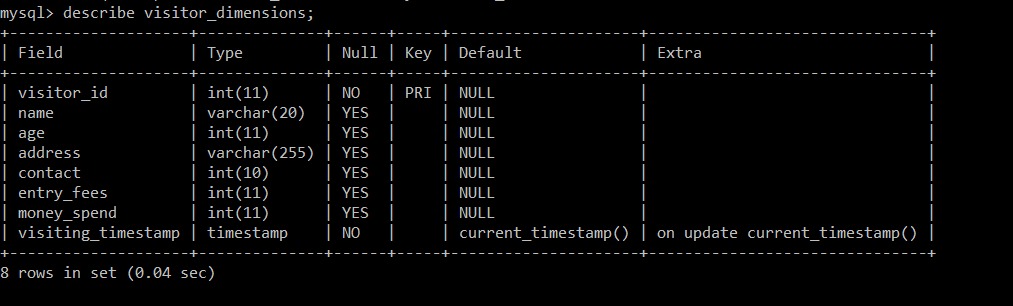 mysql> describe visitor_dimensions;
+--------------------+--------------+------+-----+---------------------+-------------------------------+
| Field              | Type         | Null | Key | Default             | Extra                         |
+--------------------+--------------+------+-----+---------------------+-------------------------------+
| visitor_id         | int(11)      | NO   | PRI | NULL                |                               |
| name               | varchar(20)  | YES  |     | NULL                |                               |
| age                | int(11)      | YES  |     | NULL                |                               |
| address            | varchar(255) | YES  |     | NULL                |                               |
| contact            | int(10)      | YES  |     | NULL                |                               |
| entry_fees         | int(11)      | YES  |     | NULL                |                               |
| money_spend        | int(11)      | YES  |     | NULL                |                               |
| visiting_timestamp | timestamp    | NO   |     | current_timestamp() | on update current_timestamp() |
+--------------------+--------------+------+-----+---------------------+-------------------------------+
8 rows in set (0.04 sec)